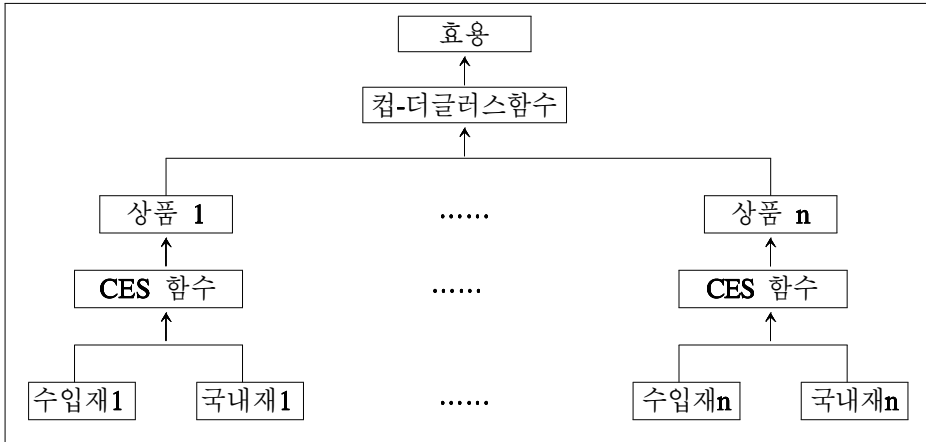 효용
컵-더글러스함수
상품 1 ...... 상품 n
CES 함수 ...... CES 함수
수입재1 국내재1 ...... 수입재n 국내재n